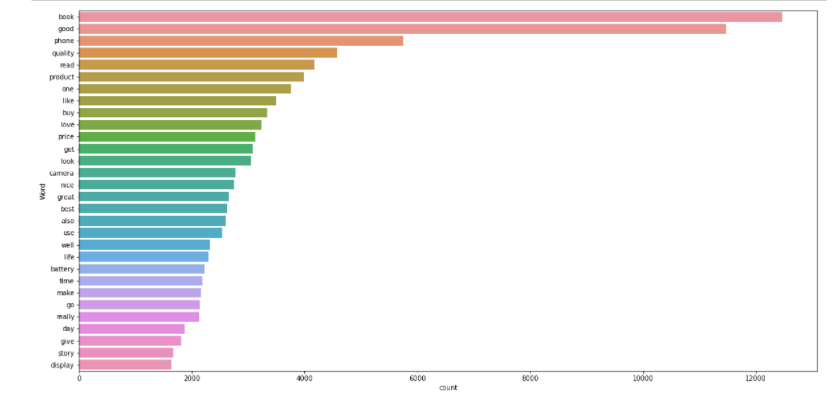 book
good
phone
quality
read
product
one
like
buy
love
price
get
look
camera
nice
great
best
also
use
well
life
battery
time
make
go
really
day
give
story
display
Word
0 2000 4000 6000 8000 10000 12000
count